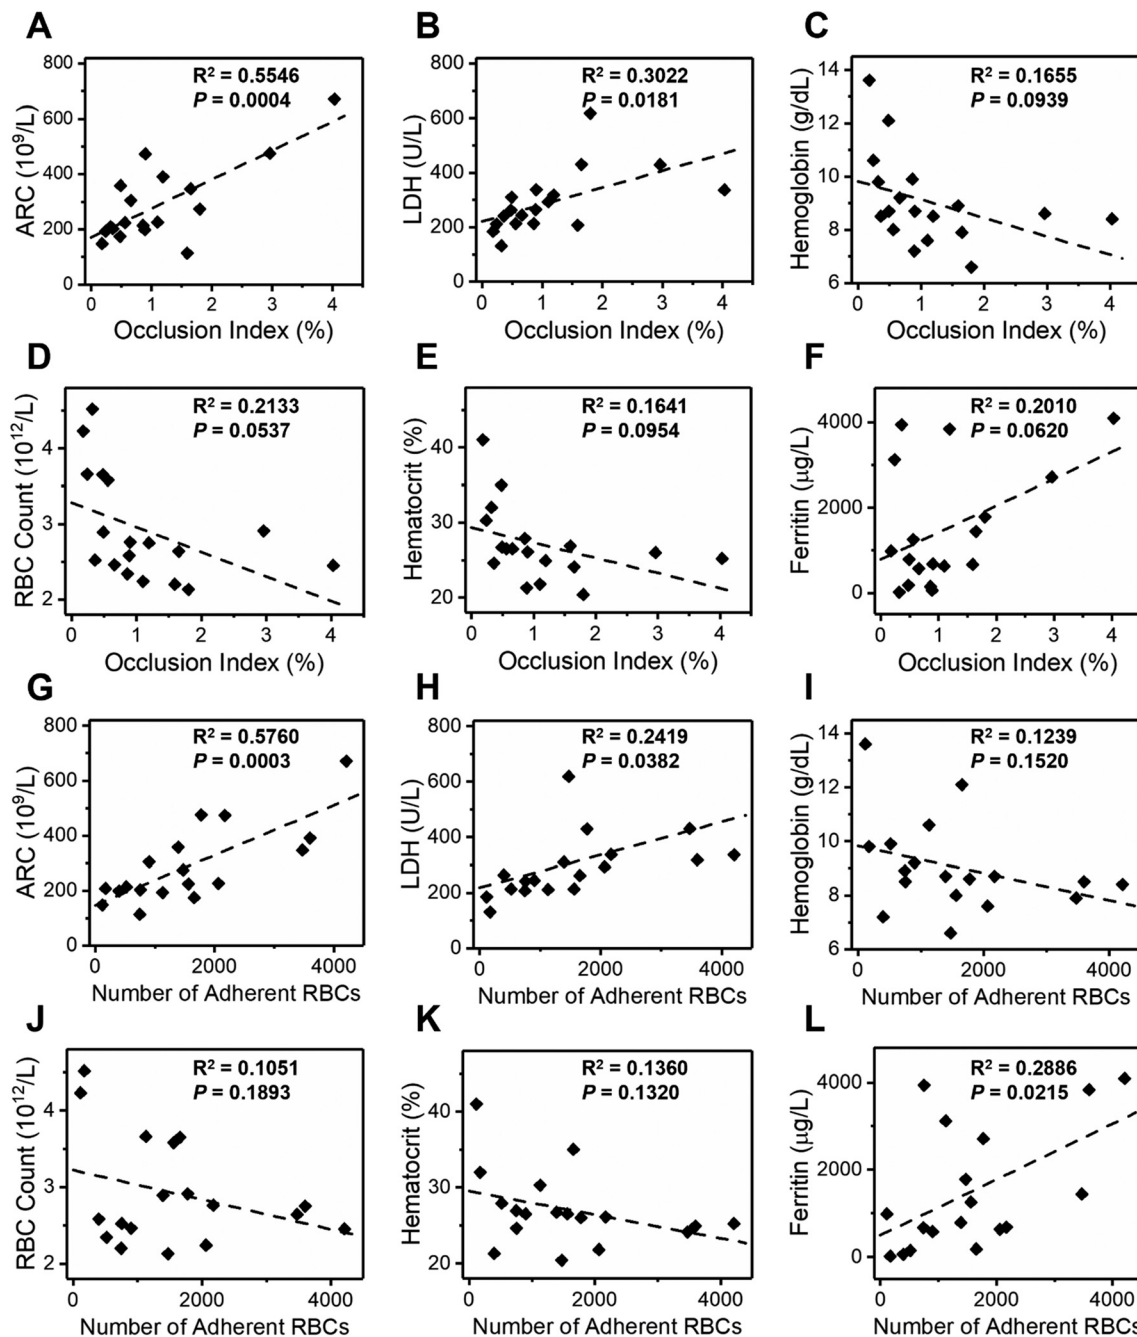 A
B
C
800
600
400
200
0
ARC (10⁹/L)
R² = 0.5546
P = 0.0004
0 1 2 3 4
Occlusion Index (%)
800
600
400
200
0
LDH (U/L)
R² = 0.3022
P = 0.0181
0 1 2 3 4
Occlusion Index (%)
14
12
10
8
6
Hemoglobin (g/dL)
R² = 0.1655
P = 0.0939
0 1 2 3 4
Occlusion Index (%)
D
E
F
4
3
2
RBC Count (10¹²/L)
R² = 0.2133
P = 0.0537
0 1 2 3 4
Occlusion Index (%)
40
30
20
Hematocrit (%)
R² = 0.1641
P = 0.0954
0 1 2 3 4
Occlusion Index (%)
4000
2000
0
Ferritin (µg/L)
R² = 0.2010
P = 0.0620
0 1 2 3 4
Occlusion Index (%)
G
H
I
800
600
400
200
0
ARC (10⁹/L)
R² = 0.5760
P = 0.0003
0 2000 4000
Number of Adherent RBCs
800
600
400
200
0
LDH (U/L)
R² = 0.2419
P = 0.0382
0 2000 4000
Number of Adherent RBCs
14
12
10
8
6
Hemoglobin (g/dL)
R² = 0.1239
P = 0.1520
0 2000 4000
Number of Adherent RBCs
J
K
L
4
3
2
RBC Count (10¹²/L)
R² = 0.1051
P = 0.1893
0 2000 4000
Number of Adherent RBCs
40
30
20
Hematocrit (%)
R² = 0.1360
P = 0.1320
0 2000 4000
Number of Adherent RBCs
4000
2000
0
Ferritin (µg/L)
R² = 0.2886
P = 0.0215
0 2000 4000
Number of Adherent RBCs